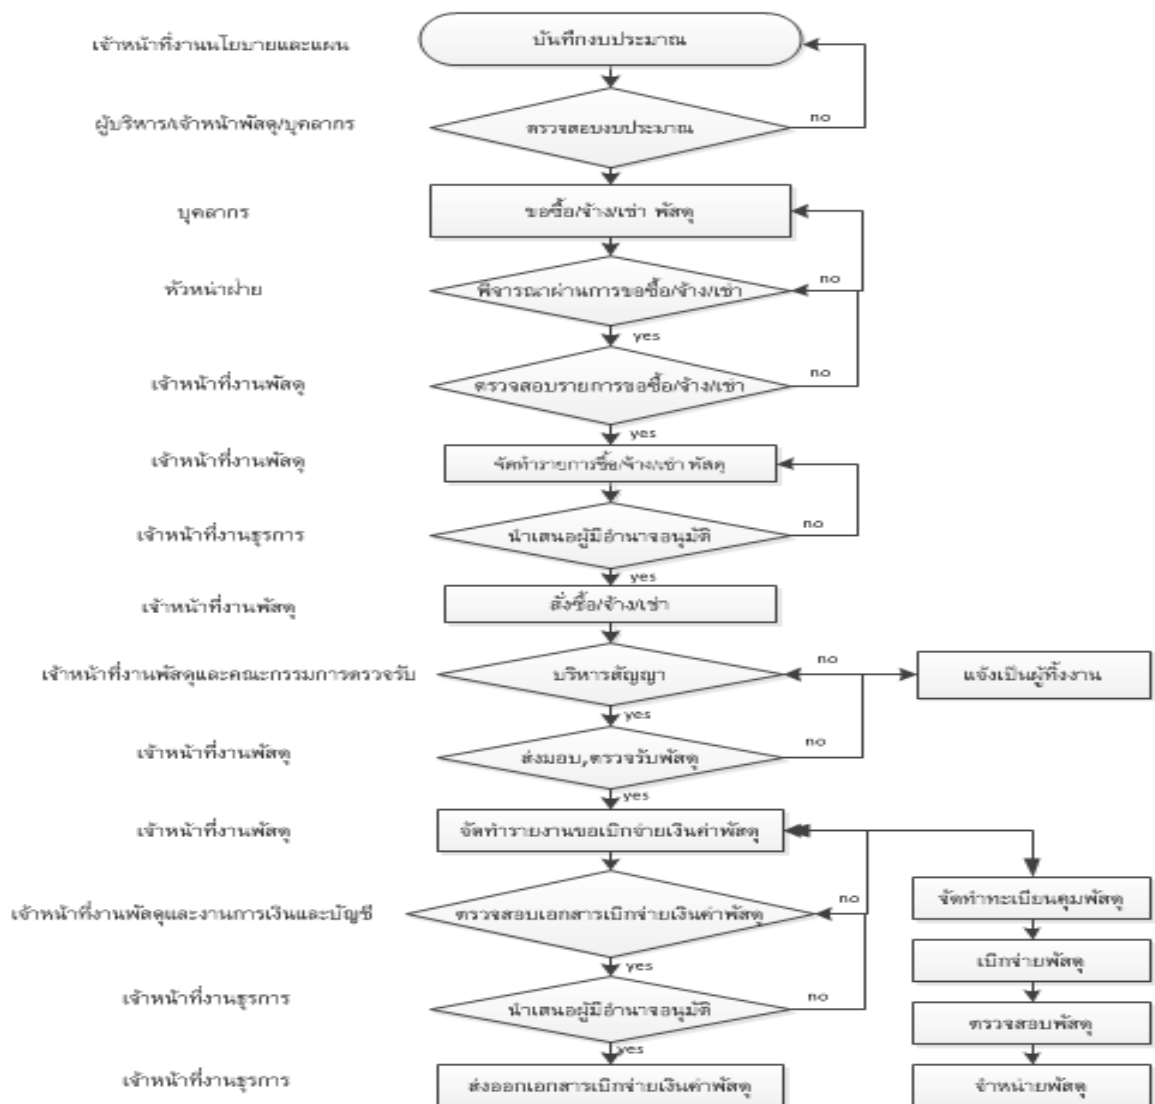 เจ้าหน้าที่งานนโยบายและแผน
บันทึกงบประมาณ
ผู้บริหาร/เจ้าหน้าพัสดุ/บุคลากร
ตรวจสอบงบประมาณ
no
บุคลากร
ขอซื้อ/จ้าง/เช่า พัสดุ
หัวหน้าฝ่าย
พิจารณาผ่านการขอซื้อ/จ้าง/เช่า
no
yes
เจ้าหน้าที่งานพัสดุ
ตรวจสอบรายการขอซื้อ/จ้าง/เช่า
no
yes
เจ้าหน้าที่งานพัสดุ
จัดทำรายการซื้อ/จ้าง/เช่า พัสดุ
เจ้าหน้าที่งานธุรการ
นำเสนอผู้มีอำนาจอนุมัติ
no
yes
เจ้าหน้าที่งานพัสดุ
สั่งซื้อ/จ้าง/เช่า
เจ้าหน้าที่งานพัสดุและคณะกรรมการตรวจรับ
บริหารสัญญา
no
แจ้งเป็นผู้ทิ้งงาน
yes
เจ้าหน้าที่งานพัสดุ
ส่งมอบ,ตรวจรับพัสดุ
no
yes
เจ้าหน้าที่งานพัสดุ
จัดทำรายงานขอเบิกจ่ายเงินค่าพัสดุ
เจ้าหน้าที่งานพัสดุและงานการเงินและบัญชี
ตรวจสอบเอกสารเบิกจ่ายเงินค่าพัสดุ
no
จัดทำทะเบียนคุมพัสดุ
yes
เบิกจ่ายพัสดุ
เจ้าหน้าที่งานธุรการ
นำเสนอผู้มีอำนาจอนุมัติ
no
ตรวจสอบพัสดุ
yes
เจ้าหน้าที่งานธุรการ
ส่งออกเอกสารเบิกจ่ายเงินค่าพัสดุ
จำหน่ายพัสดุ